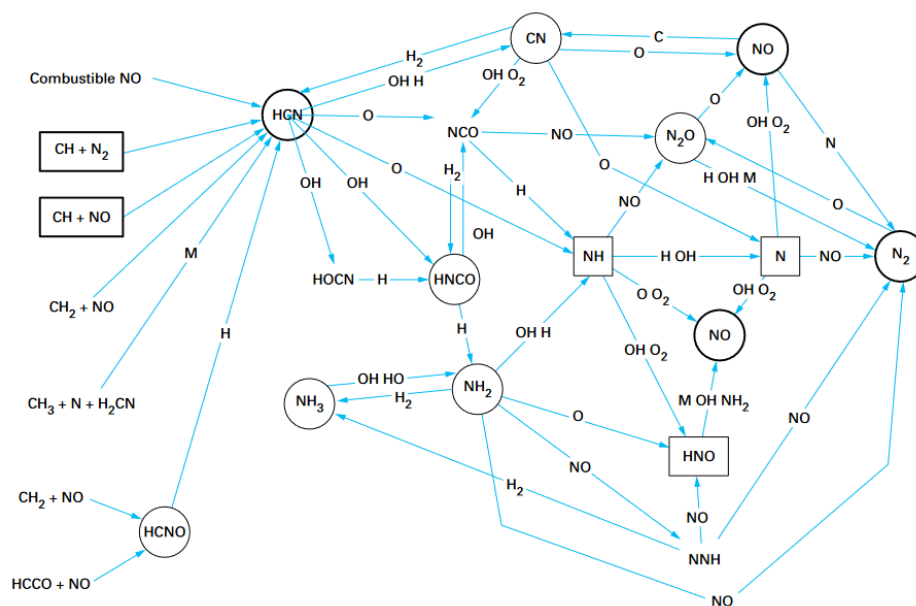 CN
C
NO
H₂
O
OH H
OH O₂
Combustible NO
HCN
O
NCO
NO
N₂O
O
OH O₂
N
CH + N₂
O
O
H OH M
OH
OH
H₂
H
NO
O
CH + NO
OH
M
HOCN
H
HNCO
NH
H OH
N
NO
N₂
CH₂ + NO
O O₂
OH O₂
H
H
OH H
NO
OH O₂
CH₃ + N + H₂CN
OH HO
NH₃
H₂
NH₂
M OH NH₂
O
NO
HNO
NO
H₂
CH₂ + NO
NO
HCNO
NNH
HCCO + NO
NO